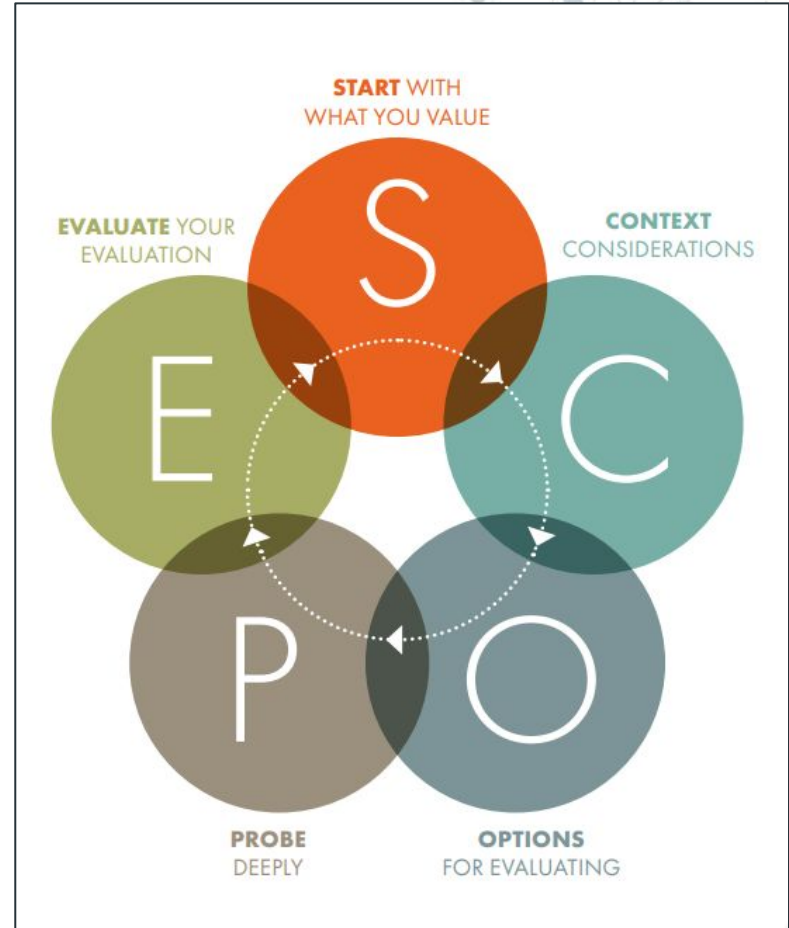 START WITH
WHAT YOU VALUE
S
CONTEXT
CONSIDERATIONS
C
OPTIONS
FOR EVALUATING
O
PROBE
DEEPLY
P
EVALUATE YOUR
EVALUATION
E